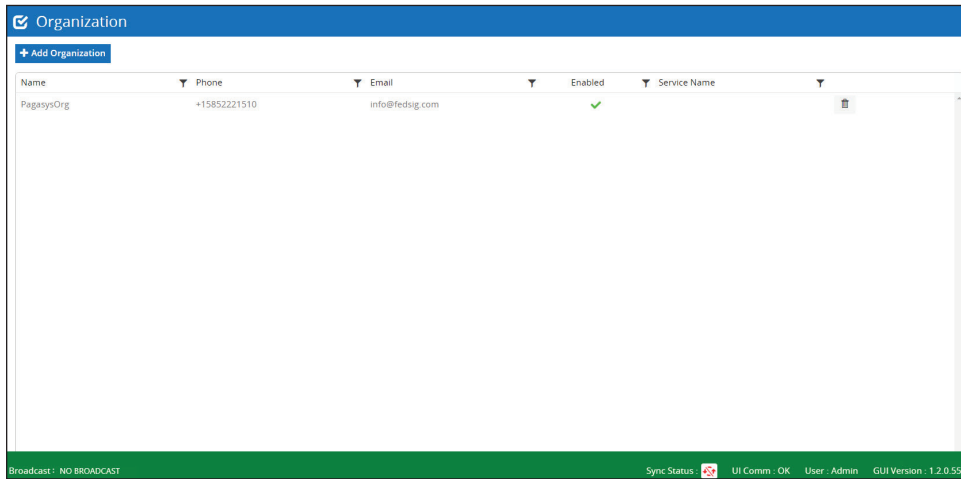 Organization
+ Add Organization
Name Phone Email Enabled Service Name
PagasysOrg +15852221510 info@fedsig.com
Broadcast : NO BROADCAST Sync Status : UI Comm : OK User : Admin GUI Version : 1.2.0.55